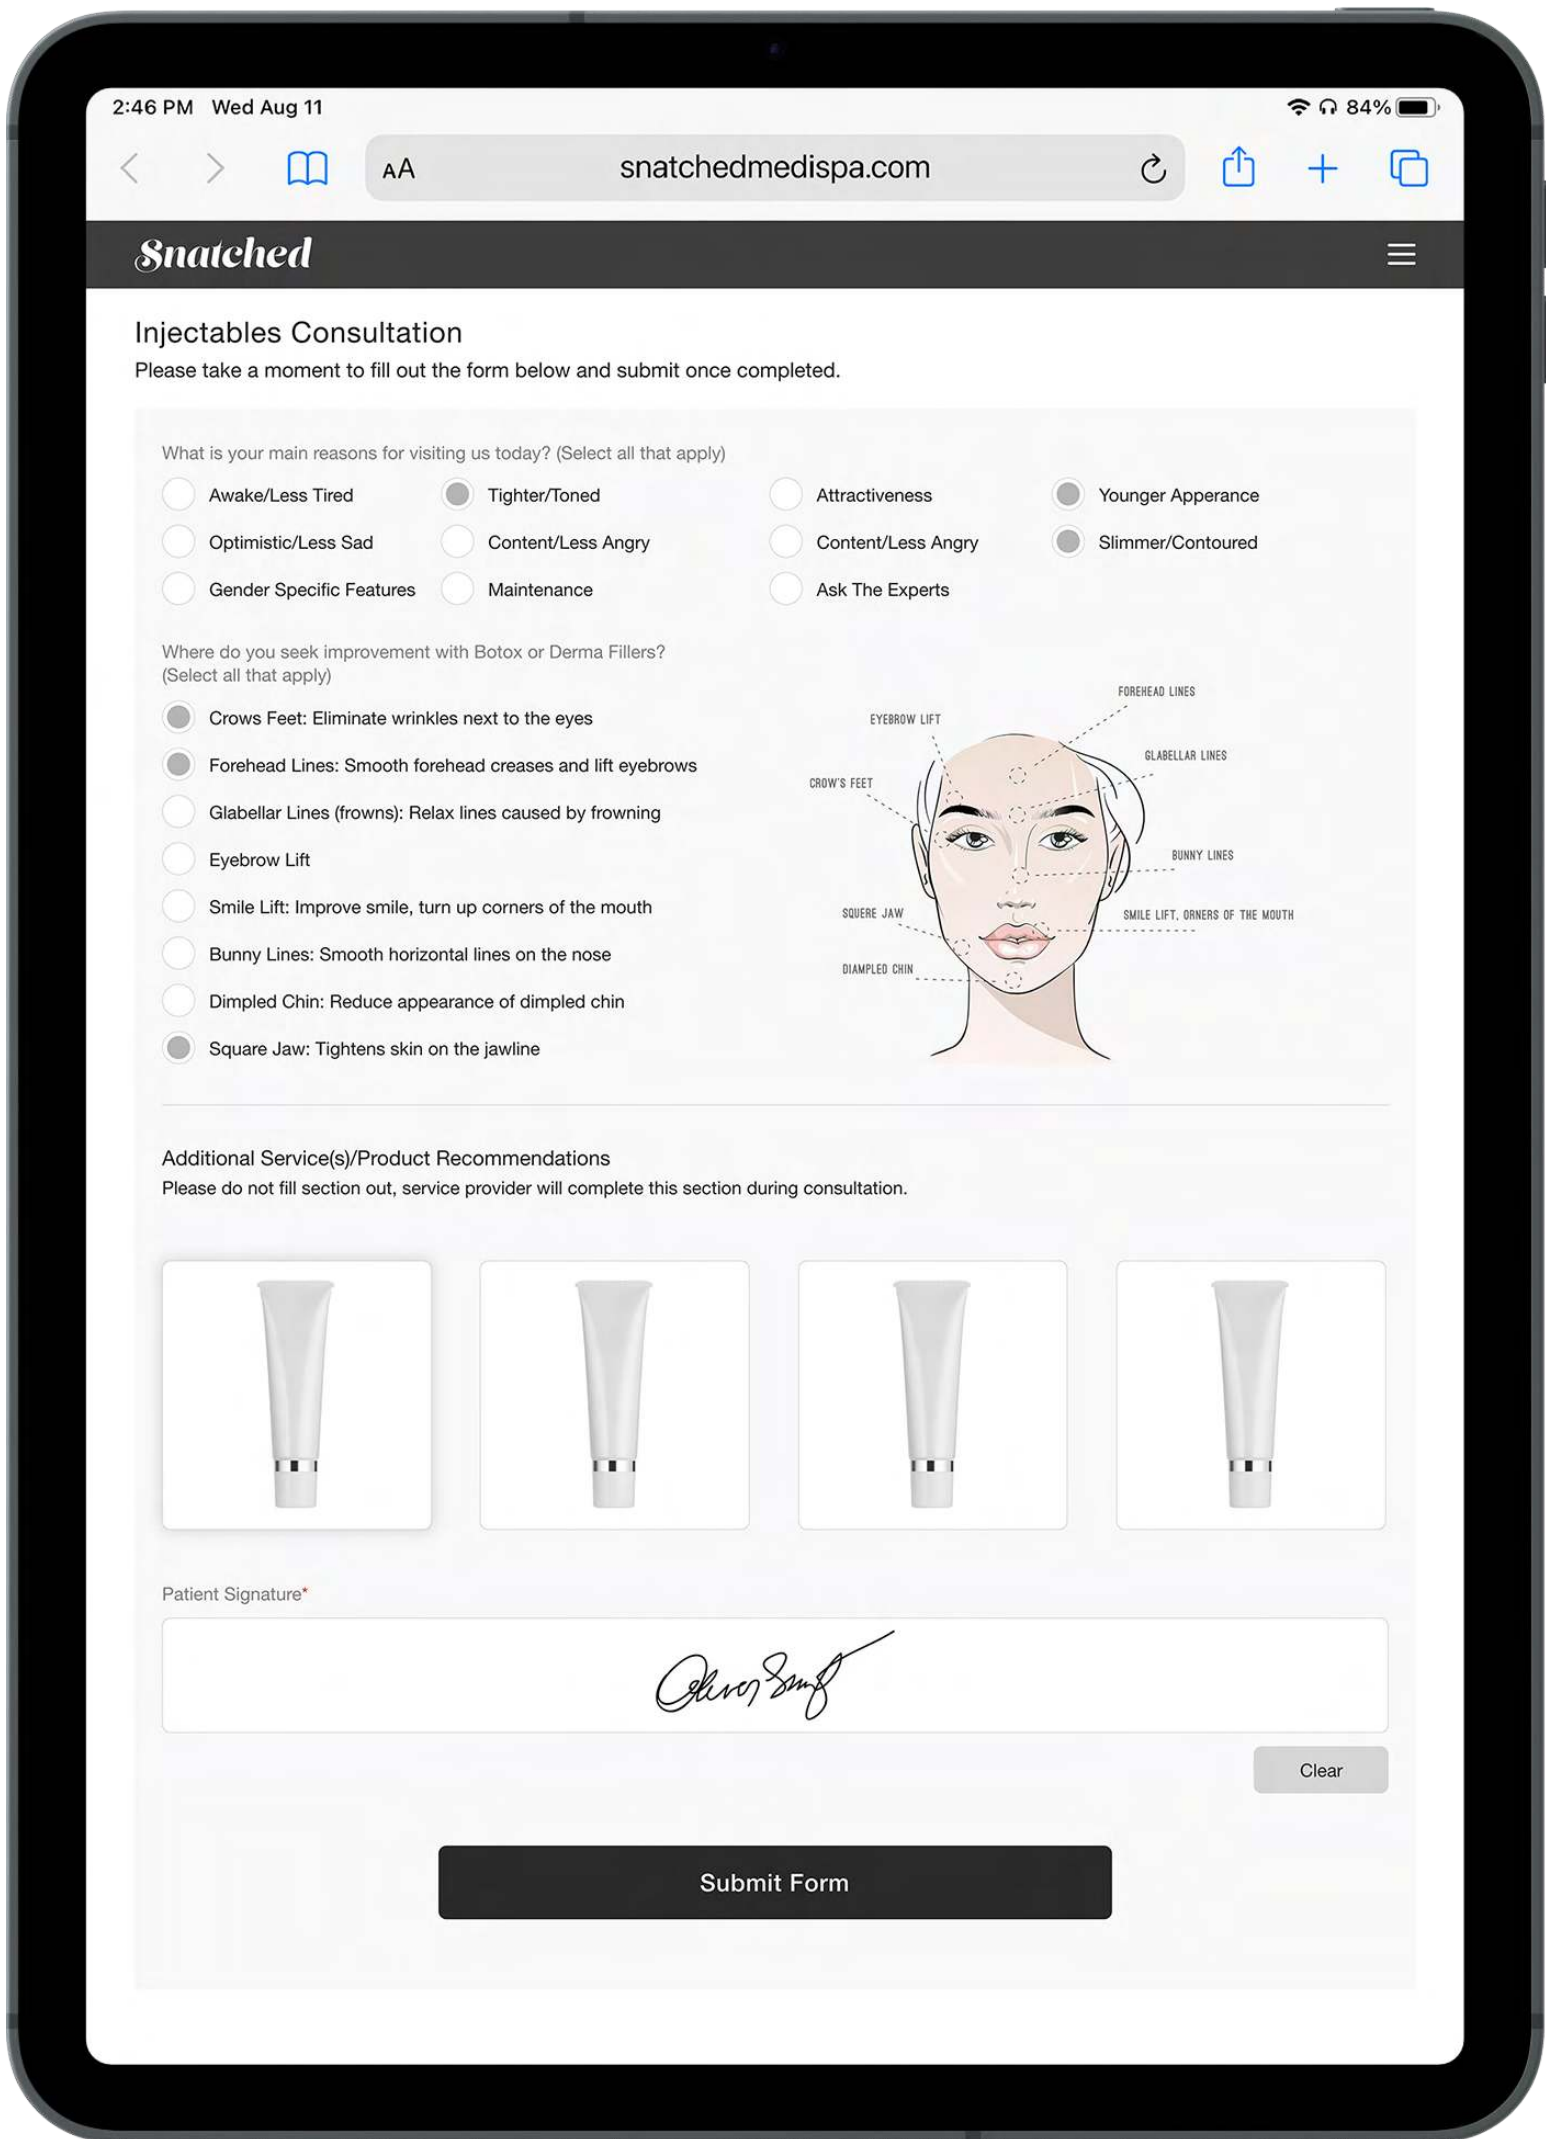 2:46 PM Wed Aug 11 84%
AA snatchedmedispa.com
Snatched
Injectables Consultation
Please take a moment to fill out the form below and submit once completed.
What is your main reasons for visiting us today? (Select all that apply)
Awake/Less Tired Tighter/Toned Attractiveness Younger Apperance
Optimistic/Less Sad Content/Less Angry Content/Less Angry Slimmer/Contoured
Gender Specific Features Maintenance Ask The Experts
Where do you seek improvement with Botox or Derma Fillers?
(Select all that apply)
Crows Feet: Eliminate wrinkles next to the eyes
Forehead Lines: Smooth forehead creases and lift eyebrows
Glabellar Lines (frowns): Relax lines caused by frowning
Eyebrow Lift
Smile Lift: Improve smile, turn up corners of the mouth
Bunny Lines: Smooth horizontal lines on the nose
Dimpled Chin: Reduce appearance of dimpled chin
Square Jaw: Tightens skin on the jawline
FOREHEAD LINES
EYEBROW LIFT
GLABELLAR LINES
CROW'S FEET
BUNNY LINES
SQUERE JAW
SMILE LIFT, ORNERS OF THE MOUTH
DIAMPLED CHIN
Additional Service(s)/Product Recommendations
Please do not fill section out, service provider will complete this section during consultation.
Patient Signature*
Clear
Submit Form